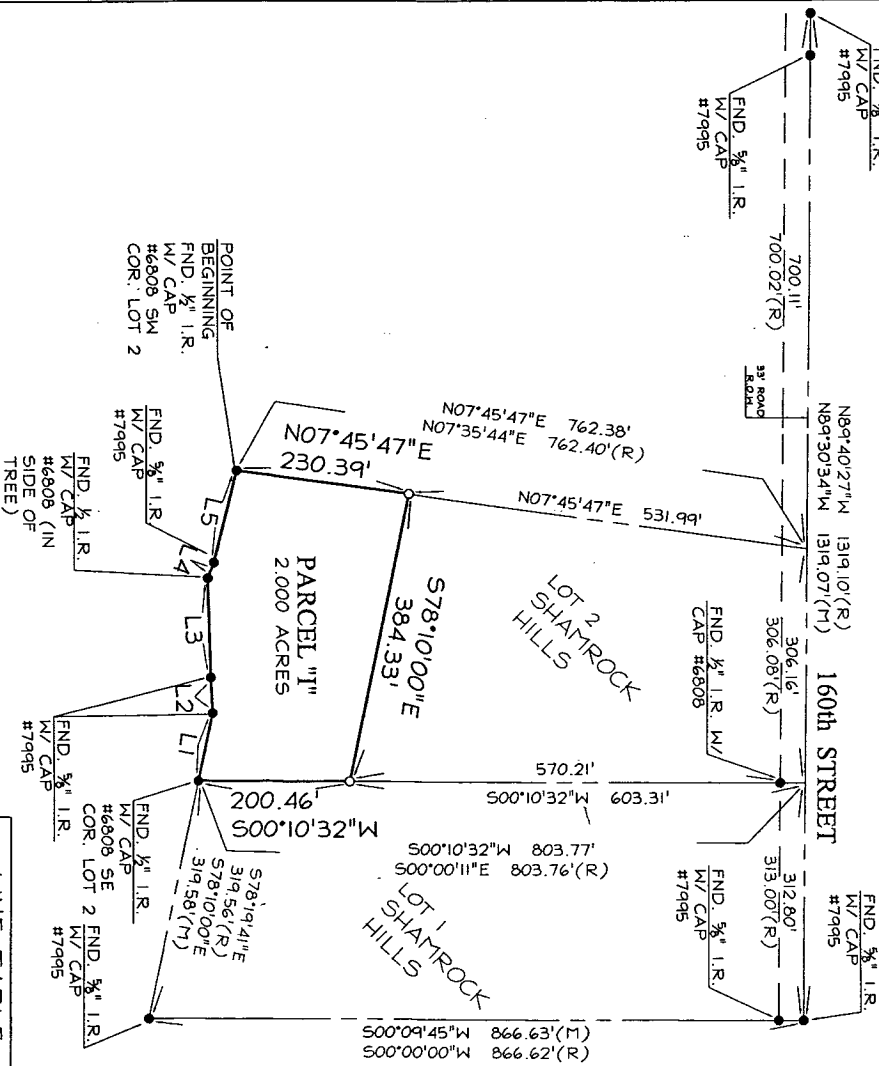 FND. ⅝" I.R.
W/ CAP
#7995
FND. ⅝" I.R.
W/ CAP
#7995
700.11'
700.02'(R)
33' ROAD
R.O.W.
N89°40'27"W 1319.10'(R)
N89°30'34"W 1319.07'(M)
160th STREET
306.16'
306.08'(R)
312.80'
313.00'(R)
FND. ⅝" I.R.
W/ CAP
#7995
FND. ½" I.R. W/
CAP #6808
FND. ⅝" I.R.
W/ CAP
#7995
N07°45'47"E 762.38'
N07°35'44"E 762.40'(R)
N07°45'47"E 531.99'
N07°45'47"E
230.39'
LOT 2
SHAMROCK
HILLS
S78°10'00"E
384.33'
570.21'
S00°10'32"W 603.31'
PARCEL "I"
2.000 ACRES
200.46'
S00°10'32"W
S00°10'32"W 803.77'
S00°00'11"E 803.76'(R)
LOT 1
SHAMROCK
HILLS
S00°09'45"W 866.63'(M)
S00°00'00"W 866.62'(R)
S78°19'41"E
319.56'(R)
S78°10'00"E
319.58'(M)
POINT OF
BEGINNING
FND. ½" I.R.
W/ CAP
#6808 SW
COR. LOT 2
L5
L4
L3
L2
L1
FND. ⅝" I.R
W/ CAP
#7995
FND. ½ I.R.
W/ CAP
#6808 (IN
SIDE OF
TREE)
FND. ⅝" I.R.
W/ CAP
#7995
FND. ½" I.R.
W/ CAP
#6808 SE
COR. LOT 2
FND. ⅝" I.R.
W/ CAP
#7995
LINE TABLE